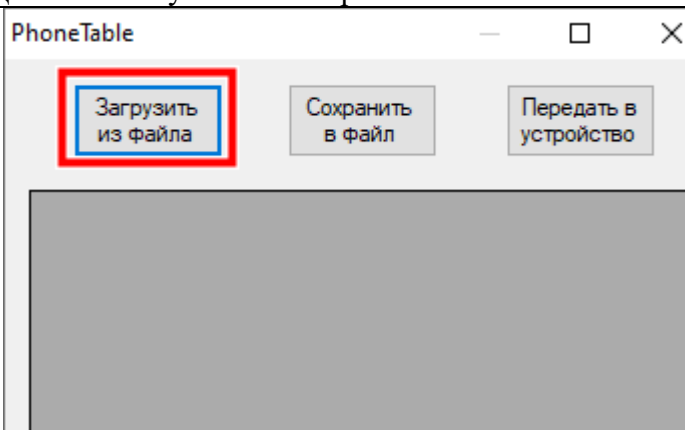 PhoneTable
Загрузить
из файла
Сохранить
в файл
Передать в
устройство